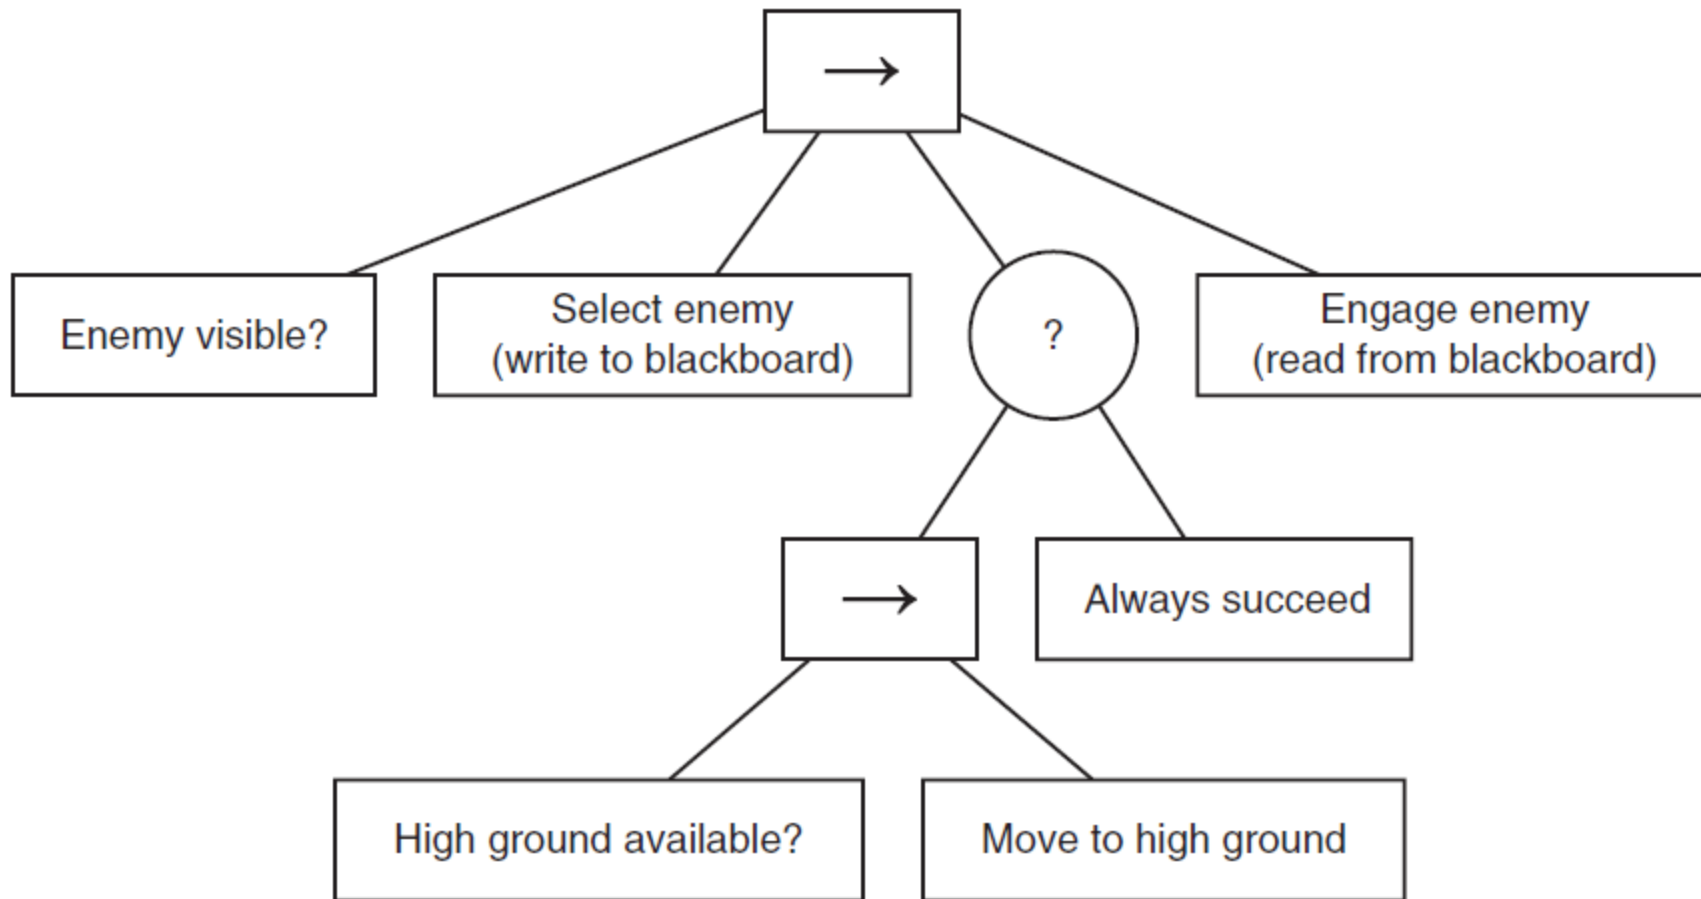 →
Enemy visible?
Select enemy
(write to blackboard)
?
Engage enemy
(read from blackboard)
→
Always succeed
High ground available?
Move to high ground